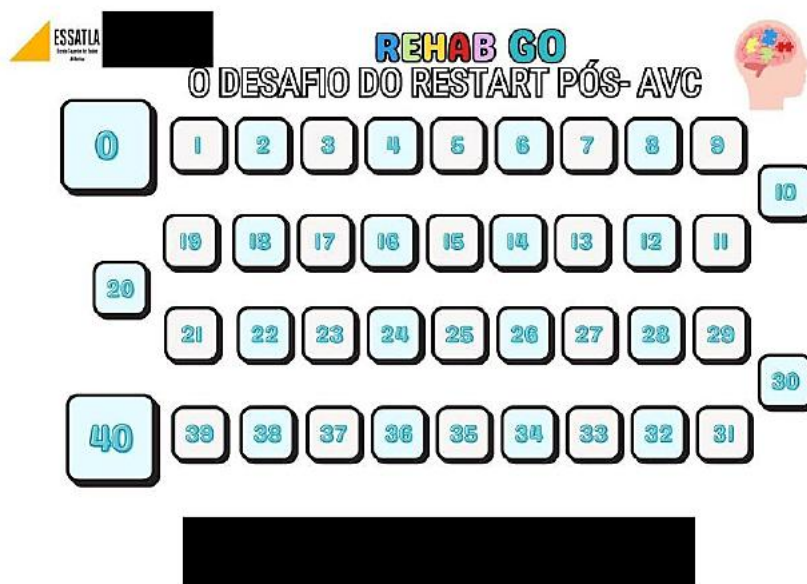 ESSATLA
REHAB GO
O DESAFIO DO RESTART PÓS- AVC
0 1 2 3 4 5 6 7 8 9
10
19 18 17 16 15 14 13 12 11
20
21 22 23 24 25 26 27 28 29
30
40 39 38 37 36 35 34 33 32 31